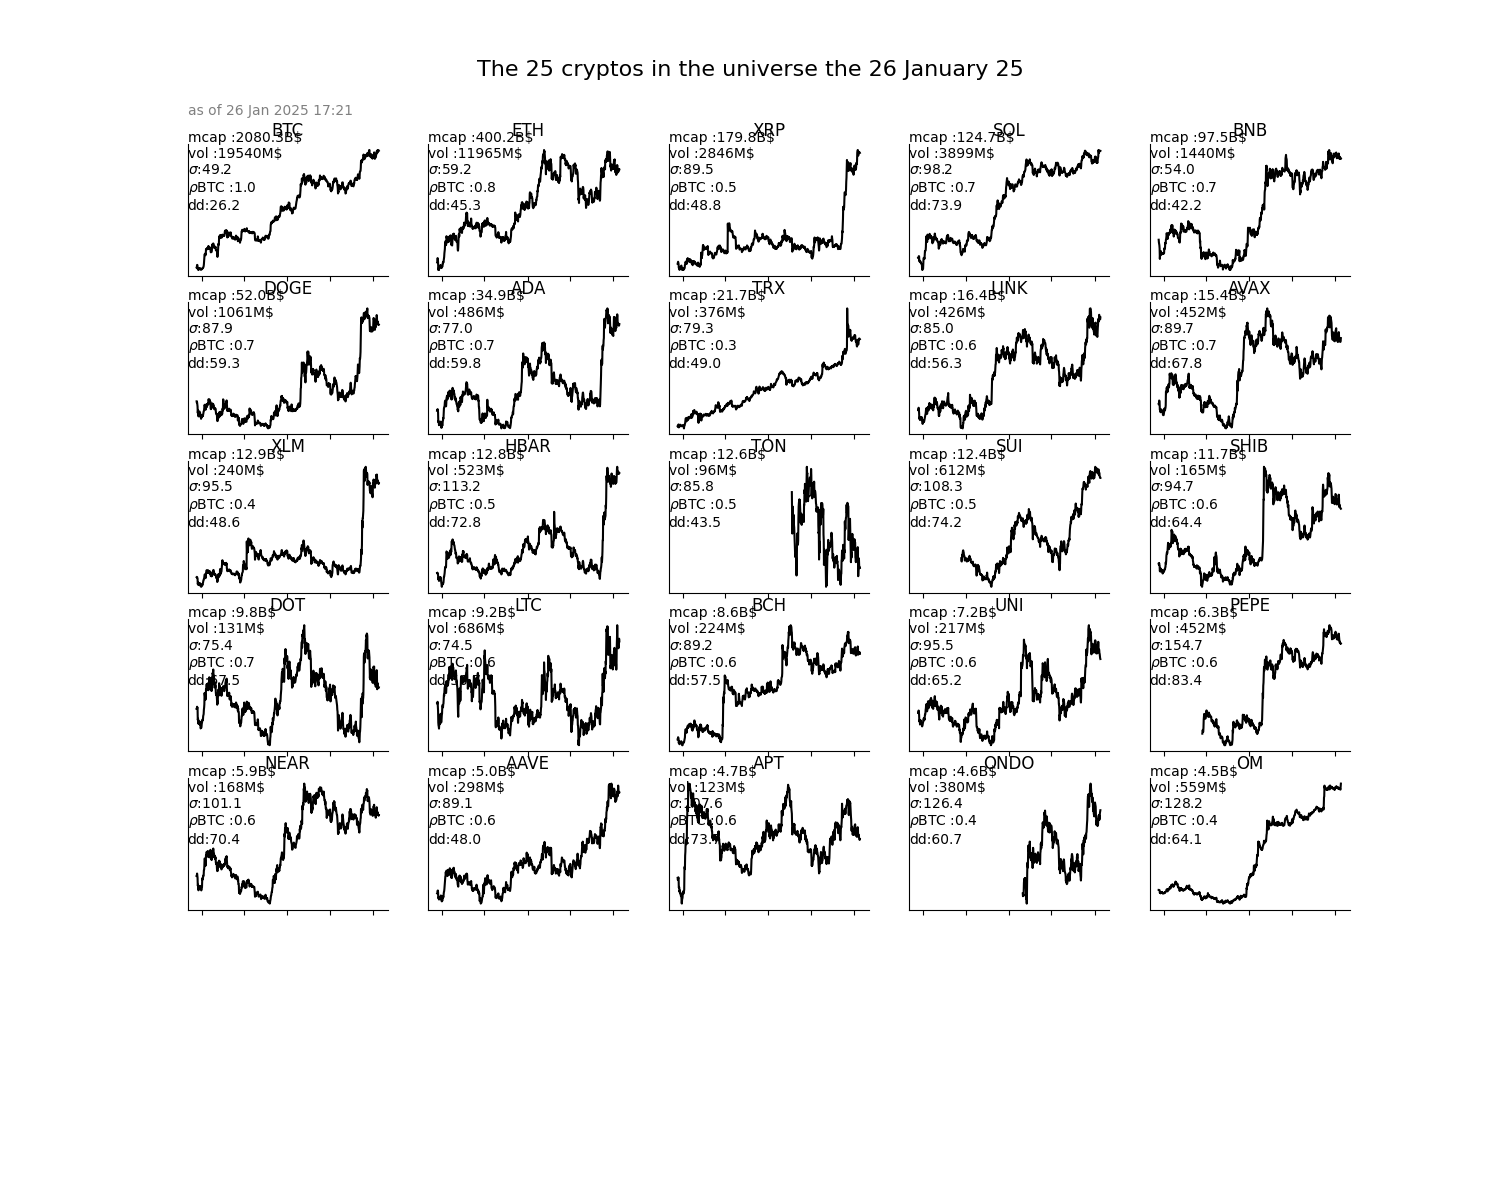 The 25 cryptos in the universe the 26 January 25
as of 26 Jan 2025 17:21
BTC
mcap :2080.3B$
vol :19540M$
σ:49.2
ρBTC :1.0
dd:26.2
ETH
mcap :400.2B$
vol :11965M$
σ:59.2
ρBTC :0.8
dd:45.3
XRP
mcap :179.8B$
vol :2846M$
σ:89.5
ρBTC :0.5
dd:48.8
SOL
mcap :124.7B$
vol :3899M$
σ:98.2
ρBTC :0.7
dd:73.9
BNB
mcap :97.5B$
vol :1440M$
σ:54.0
ρBTC :0.7
dd:42.2
DOGE
mcap :52.0B$
vol :1061M$
σ:87.9
ρBTC :0.7
dd:59.3
ADA
mcap :34.9B$
vol :486M$
σ:77.0
ρBTC :0.7
dd:59.8
TRX
mcap :21.7B$
vol :376M$
σ:79.3
ρBTC :0.3
dd:49.0
LINK
mcap :16.4B$
vol :426M$
σ:85.0
ρBTC :0.6
dd:56.3
AVAX
mcap :15.4B$
vol :452M$
σ:89.7
ρBTC :0.7
dd:67.8
XLM
mcap :12.9B$
vol :240M$
σ:95.5
ρBTC :0.4
dd:48.6
HBAR
mcap :12.8B$
vol :523M$
σ:113.2
ρBTC :0.5
dd:72.8
TON
mcap :12.6B$
vol :96M$
σ:85.8
ρBTC :0.5
dd:43.5
SUI
mcap :12.4B$
vol :612M$
σ:108.3
ρBTC :0.5
dd:74.2
SHIB
mcap :11.7B$
vol :165M$
σ:94.7
ρBTC :0.6
dd:64.4
DOT
mcap :9.8B$
vol :131M$
σ:75.4
ρBTC :0.7
LTC
mcap :9.2B$
vol :686M$
σ:74.5
ρBTC :0.6
BCH
mcap :8.6B$
vol :224M$
σ:89.2
ρBTC :0.6
dd:57.5
UNI
mcap :7.2B$
vol :217M$
σ:95.5
ρBTC :0.6
dd:65.2
PEPE
mcap :6.3B$
vol :452M$
σ:154.7
ρBTC :0.6
dd:83.4
NEAR
mcap :5.9B$
vol :168M$
σ:101.1
ρBTC :0.6
dd:70.4
AAVE
mcap :5.0B$
vol :298M$
σ:89.1
ρBTC :0.6
dd:48.0
APT
mcap :4.7B$
vol :123M$
σ:107.6
ρBTC :0.6
ONDO
mcap :4.6B$
vol :380M$
σ:126.4
ρBTC :0.4
dd:60.7
OM
mcap :4.5B$
vol :559M$
σ:128.2
ρBTC :0.4
dd:64.1